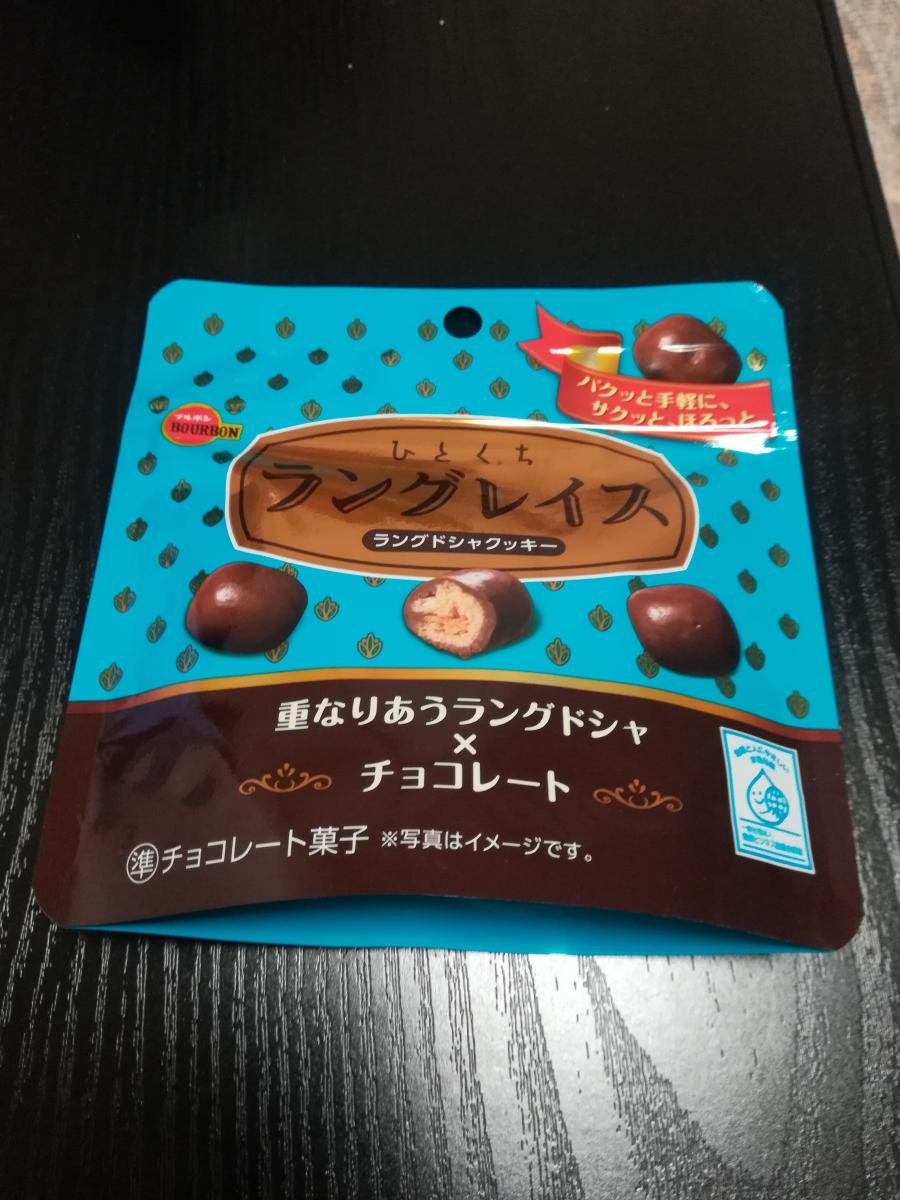 ブルボン
BOURBON
パクッと手軽に、
サクッと、ほろっと
ひとくち
ラングレイス
ラングドシャクッキー
重なりあうラングドシャ
×
チョコレート
準チョコレート菓子 ※写真はイメージです。